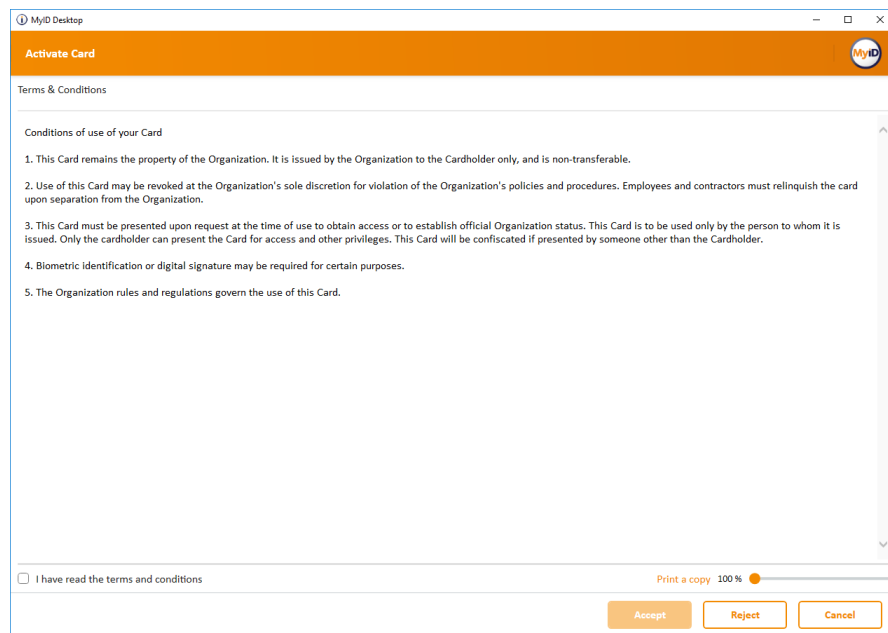 MyID Desktop
Activate Card
MyID
Terms & Conditions
Conditions of use of your Card
1. This Card remains the property of the Organization. It is issued by the Organization to the Cardholder only, and is non-transferable.
2. Use of this Card may be revoked at the Organization's sole discretion for violation of the Organization's policies and procedures. Employees and contractors must relinquish the card
upon separation from the Organization.
3. This Card must be presented upon request at the time of use to obtain access or to establish official Organization status. This Card is to be used only by the person to whom it is
issued. Only the cardholder can present the Card for access and other privileges. This Card will be confiscated if presented by someone other than the Cardholder.
4. Biometric identification or digital signature may be required for certain purposes.
5. The Organization rules and regulations govern the use of this Card.
I have read the terms and conditions
Print a copy 100 %
Accept Reject Cancel